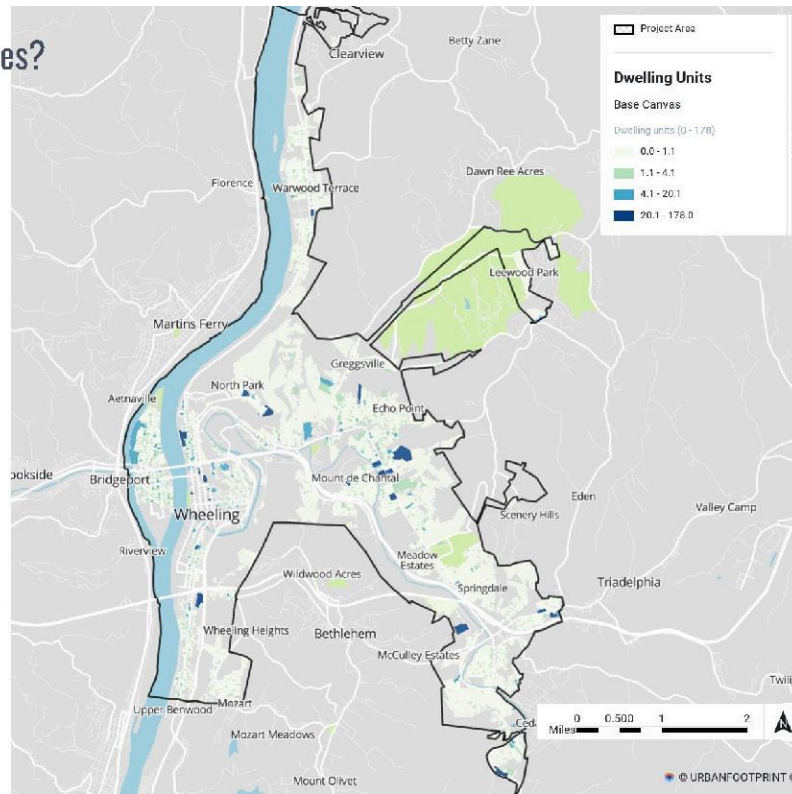 es?
Project Area
Dwelling Units
Base Canvas
Dwelling units (0 - 178)
0.0 - 1.1
1.1 - 4.1
4.1 - 20.1
20.1 - 178.0
Clearview
Betty Zane
Dawn Ree Acres
Florence
Warwood Terrace
Leewood Park
Martins Ferry
Greggsville
North Park
Aetnaville
Echo Point
ookside
Bridgeport
Mount de Chantal
Wheeling
Scenery Hills
Eden
Valley Camp
Riverview
Meadow
Estates
Wildwood Acres
Springdale
Triadelphia
Wheeling Heights
Bethlehem
McCulley Estates
Upper Benwood
Mozart
Mozart Meadows
Mount Olivet
Twili
Ceda
0 0.500 1 2
Miles
N
© URBANFOOTPRINT ©